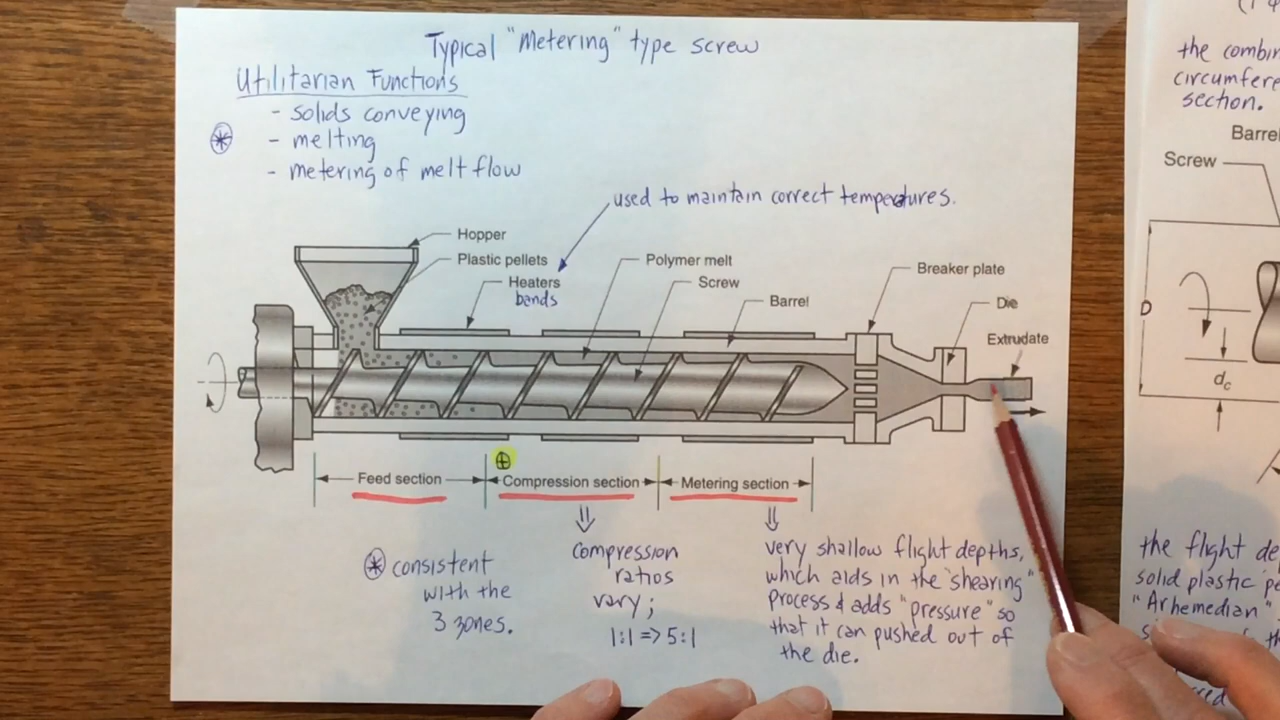 Typical "Metering" type screw
Utilitarian Functions
- solids conveying
- melting
- metering of melt flow
used to maintain correct temperatures.
Hopper
Plastic pellets
Heaters
bands
Polymer melt
Screw
Barrel
Breaker plate
Die
Extrudate
Feed section
Compression section
Metering section
consistent
with the
3 zones.
compression
ratios
vary;
1:1 => 5:1
very shallow flight depths,
which aids in the "shearing"
process & adds "pressure" so
that it can pushed out of
the die.
the
circumfere
section.
Barrel
Screw
D
dc
the flight de
solid plastic pe
"Arhemedian"